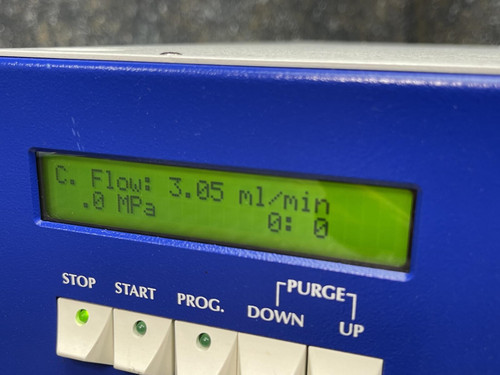 C. Flow: 3.05 ml/min
.0 MPa 0: 0
PURGE
STOP START PROG. DOWN UP